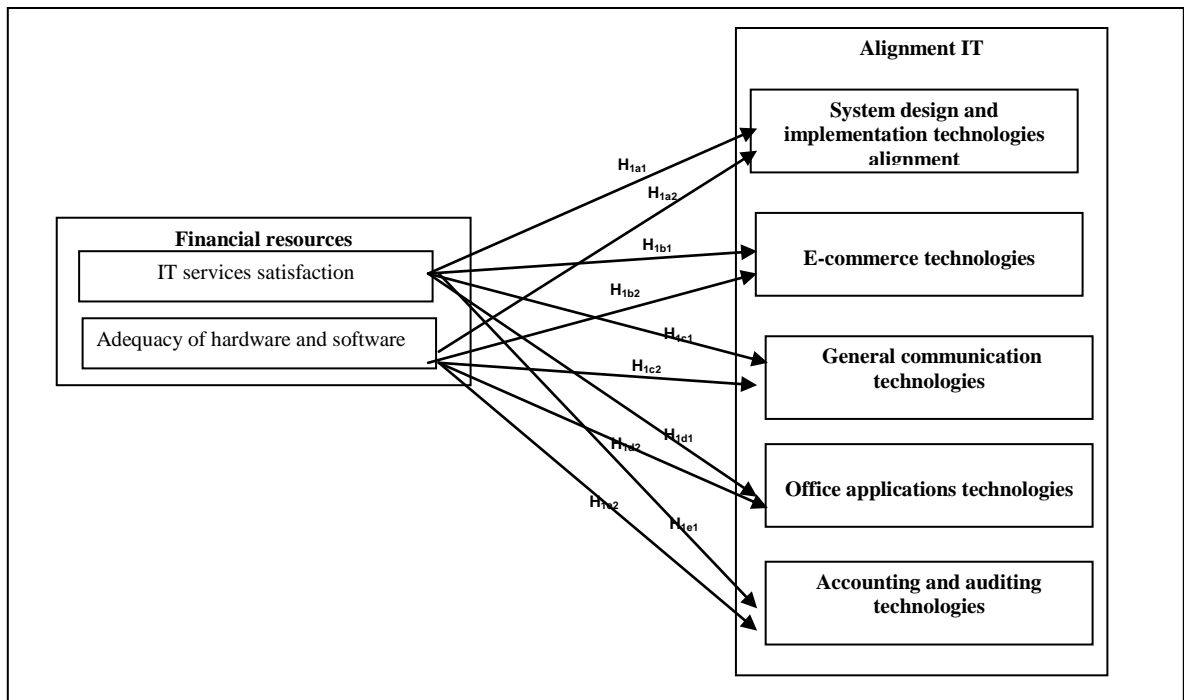 Alignment IT
System design and
implementation technologies
alignment
H1a1
H1a2
Financial resources
IT services satisfaction
H1b1
E-commerce technologies
H1b2
Adequacy of hardware and software
H1c1
General communication
technologies
H1c2
H1d1
H1d2
Office applications technologies
H1e2
H1e1
Accounting and auditing
technologies